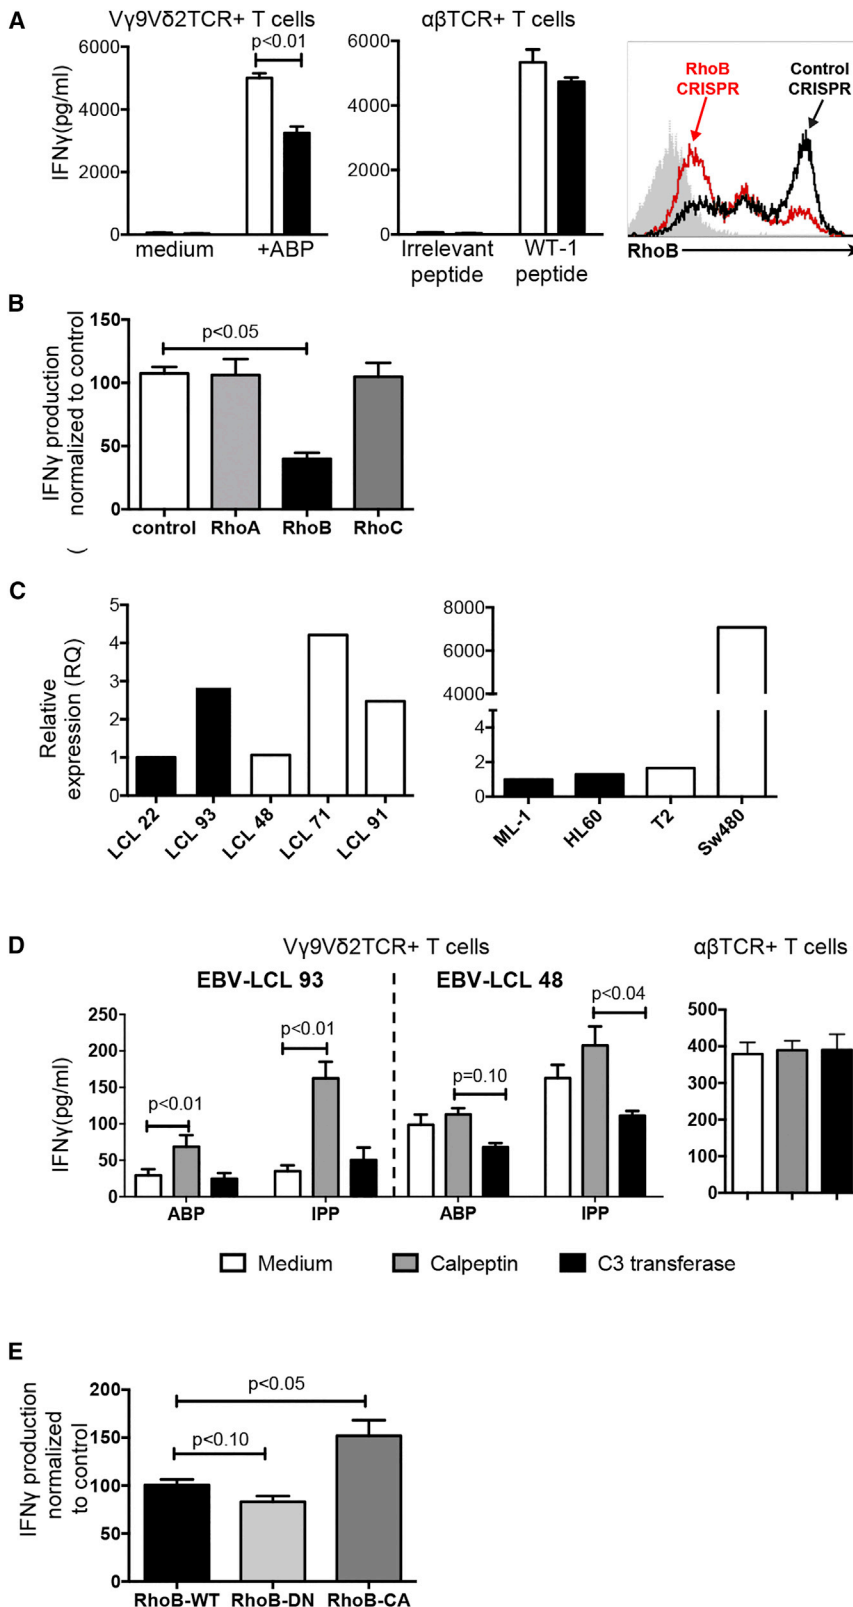 A
Vγ9Vδ2TCR+ T cells
αβTCR+ T cells
IFNγ(pg/ml)
6000
4000
2000
0
p<0.01
medium
+ABP
6000
4000
2000
0
Irrelevant
peptide
WT-1
peptide
RhoB
CRISPR
Control
CRISPR
RhoB
B
IFNγ production
normalized to control
(
150
100
50
0
p<0.05
control
RhoA
RhoB
RhoC
C
Relative
expression (RQ)
5
4
3
2
1
0
LCL 22
LCL 93
LCL 48
LCL 71
LCL 91
8000
6000
4000
4
2
0
ML-1
HL60
T2
Sw480
D
Vγ9Vδ2TCR+ T cells
αβTCR+ T cells
EBV-LCL 93
EBV-LCL 48
IFNγ(pg/ml)
250
200
150
100
50
0
p<0.01
p<0.01
p=0.10
p<0.04
ABP
IPP
ABP
IPP
500
400
300
200
100
0
Medium
Calpeptin
C3 transferase
E
IFNγ production
normalized
to control
200
150
100
50
0
p<0.05
p<0.10
RhoB-WT
RhoB-DN
RhoB-CA